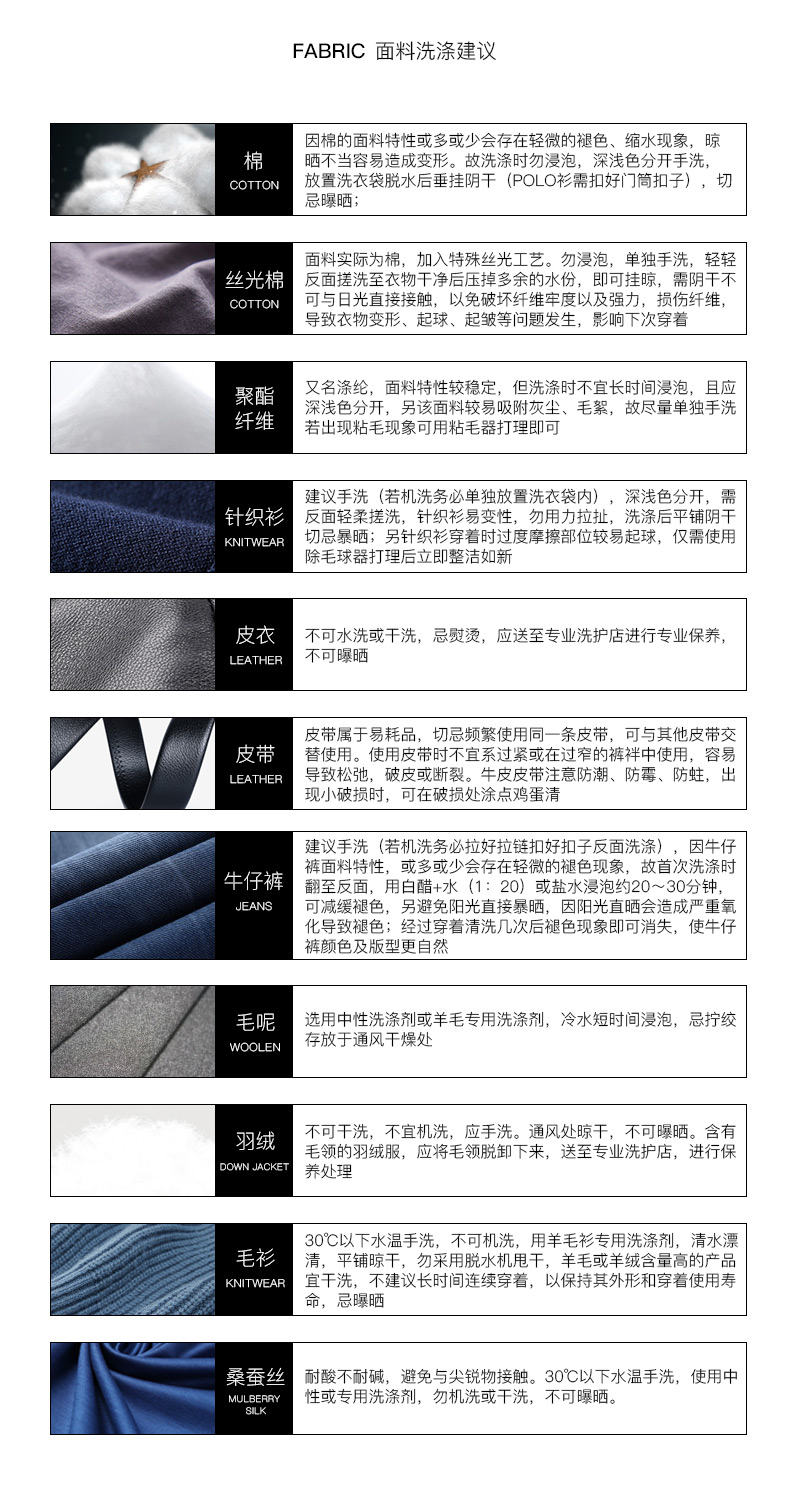 FABRIC 面料洗涤建议
棉
COTTON
因棉的面料特性或多或少会存在轻微的褪色、缩水现象，晾
晒不当容易造成变形。故洗涤时勿浸泡，深浅色分开手洗，
放置洗衣袋脱水后垂挂阴干（POLO衫需扣好门筒扣子），切
忌曝晒；
丝光棉
COTTON
面料实际为棉，加入特殊丝光工艺。勿浸泡，单独手洗，轻轻
反面搓洗至衣物干净后压掉多余的水份，即可挂晾，需阴干不
可与日光直接接触，以免破坏纤维牢度以及强力，损伤纤维，
导致衣物变形、起球、起皱等问题发生，影响下次穿着
聚酯
纤维
又名涤纶，面料特性较稳定，但洗涤时不宜长时间浸泡，且应
深浅色分开，另该面料较易吸附灰尘、毛絮，故尽量单独手洗
若出现粘毛现象可用粘毛器打理即可
针织衫
KNITWEAR
建议手洗（若机洗务必单独放置洗衣袋内），深浅色分开，需
反面轻柔搓洗，针织衫易变性，勿用力拉扯，洗涤后平铺阴干
切忌暴晒；另针织衫穿着时过度摩擦部位较易起球，仅需使用
除毛球器打理后立即整洁如新
皮衣
LEATHER
不可水洗或干洗，忌熨烫，应送至专业洗护店进行专业保养，
不可曝晒
皮带
LEATHER
皮带属于易耗品，切忌频繁使用同一条皮带，可与其他皮带交
替使用。使用皮带时不宜系过紧或在过窄的裤袢中使用，容易
导致松弛，破皮或断裂。牛皮皮带注意防潮、防霉、防蛀，出
现小破损时，可在破损处涂点鸡蛋清
牛仔裤
JEANS
建议手洗（若机洗务必拉好拉链扣好扣子反面洗涤），因牛仔
裤面料特性，或多或少会存在轻微的褪色现象，故首次洗涤时
翻至反面，用白醋+水（1：20）或盐水浸泡约20～30分钟，
可减缓褪色，另避免阳光直接暴晒，因阳光直晒会造成严重氧
化导致褪色；经过穿着清洗几次后褪色现象即可消失，使牛仔
裤颜色及版型更自然
毛呢
WOOLEN
选用中性洗涤剂或羊毛专用洗涤剂，冷水短时间浸泡，忌拧绞
存放于通风干燥处
羽绒
DOWN JACKET
不可干洗，不宜机洗，应手洗。通风处晾干，不可曝晒。含有
毛领的羽绒服，应将毛领脱卸下来，送至专业洗护店，进行保
养处理
毛衫
KNITWEAR
30℃以下水温手洗，不可机洗，用羊毛衫专用洗涤剂，清水漂
清，平铺晾干，勿采用脱水机甩干，羊毛或羊绒含量高的产品
宜干洗，不建议长时间连续穿着，以保持其外形和穿着使用寿
命，忌曝晒
桑蚕丝
MULBERRY
SILK
耐酸不耐碱，避免与尖锐物接触。30℃以下水温手洗，使用中
性或专用洗涤剂，勿机洗或干洗，不可曝晒。